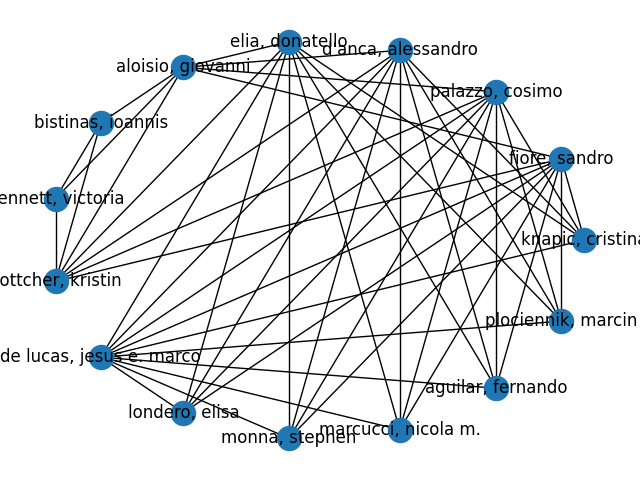 elia, donatello
d anca, alessandro
aloisio, giovanni
palazzo, cosimo
bistinas, ioannis
fiore, sandro
ennett, victoria
knapic, cristina
ottcher, kristin
plociennik, marcin
de lucas, jesus e. marco
aguilar, fernando
londero, elisa
marcucci, nicola m.
monna, stephen